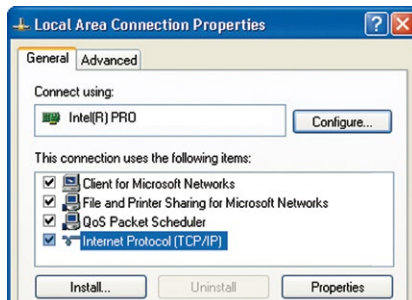 Local Area Connection Properties
General Advanced
Connect using:
Intel(R) PRO
Configure...
This connection uses the following items:
Client for Microsoft Networks
File and Printer Sharing for Microsoft Networks
QoS Packet Scheduler
Internet Protocol (TCP/IP)
Install... Uninstall Properties